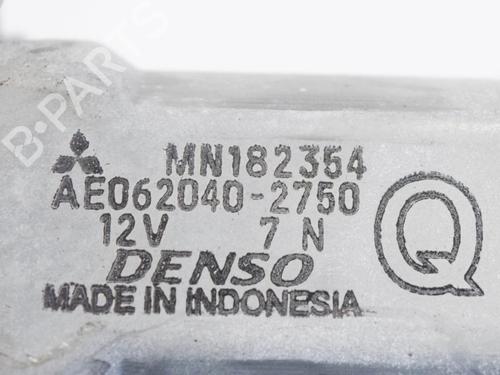 B-PARTS
MN182354
AE062040-2750
12V 7 N
Q
DENSO
MADE IN INDONESIA